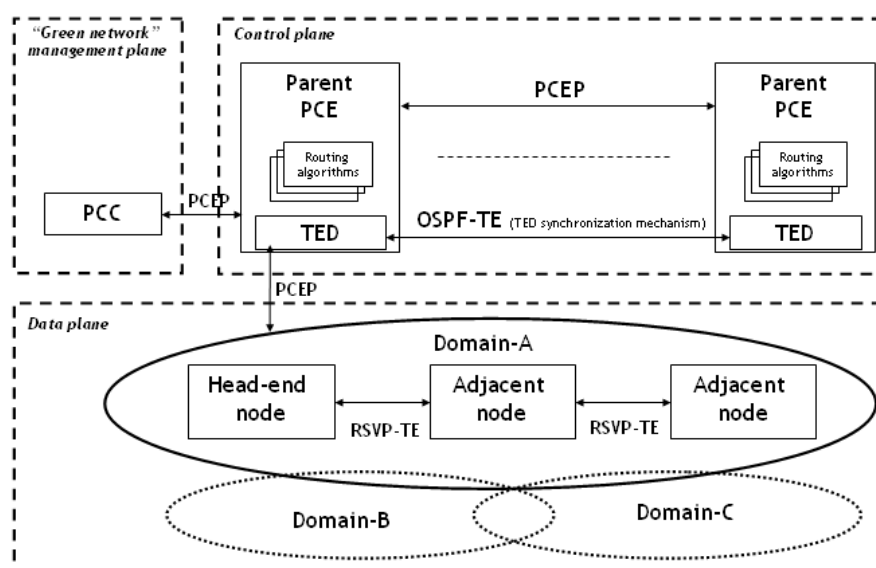 “Green network”
management plane
Control plane
Parent
PCE
Routing
algorithms
TED
PCEP
Parent
PCE
Routing
algorithms
TED
OSPF-TE (TED synchronization mechanism)
PCC
PCEP
PCEP
Data plane
Domain-A
Head-end
node
RSVP-TE
Adjacent
node
RSVP-TE
Adjacent
node
Domain-B
Domain-C